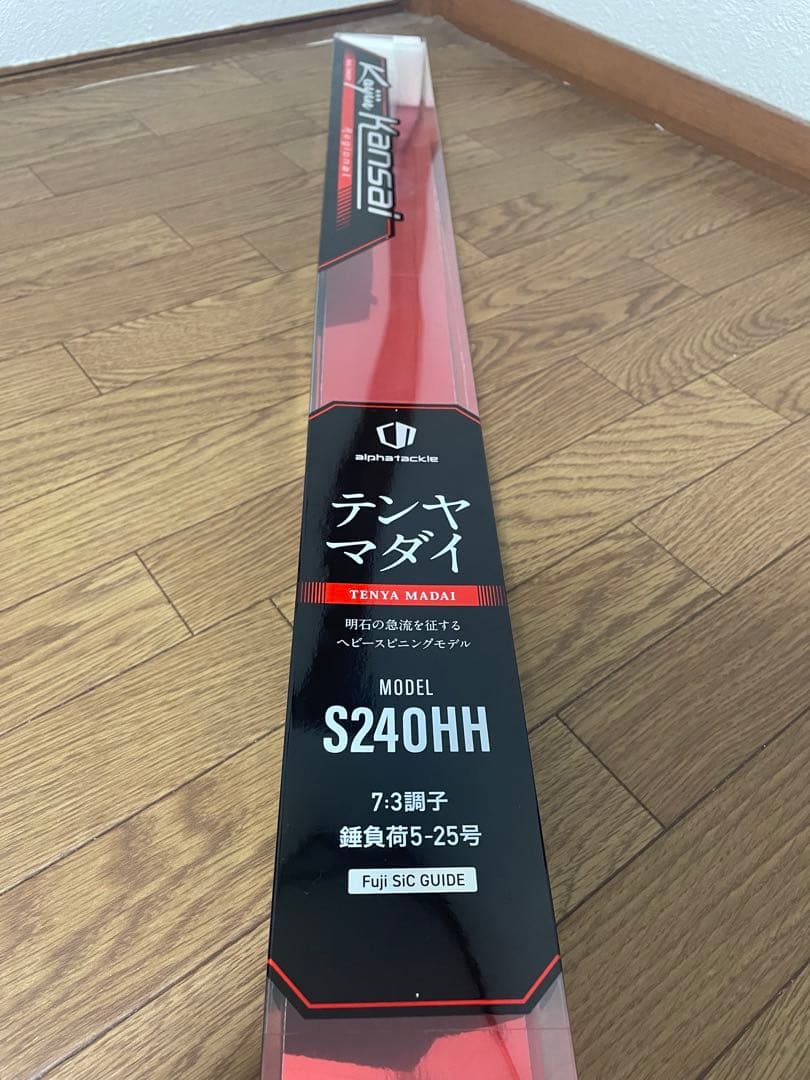 Kaijin
Kansai
Regional
alphatackle
テンヤ
マダイ
TENYA MADAI
明石の急流を征する
ヘビースピニングモデル
MODEL
S240HH
7:3調子
錘負荷5-25号
Fuji SiC GUIDE